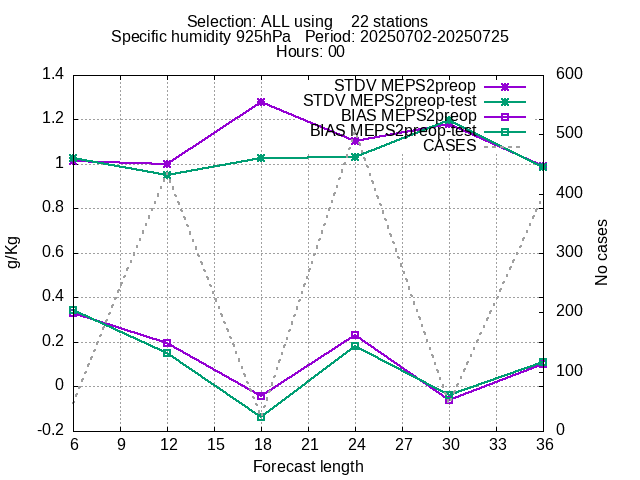 Selection: ALL using 22 stations
Specific humidity 925hPa Period: 20250702-20250725
Hours: 00
STDV MEPS2preop
STDV MEPS2preop-test
BIAS MEPS2preop
BIAS MEPS2preop-test
CASES
1.4
1.2
1
0.8
0.6
0.4
0.2
0
-0.2
g/Kg
600
500
400
300
200
100
0
No cases
6 9 12 15 18 21 24 27 30 33 36
Forecast length